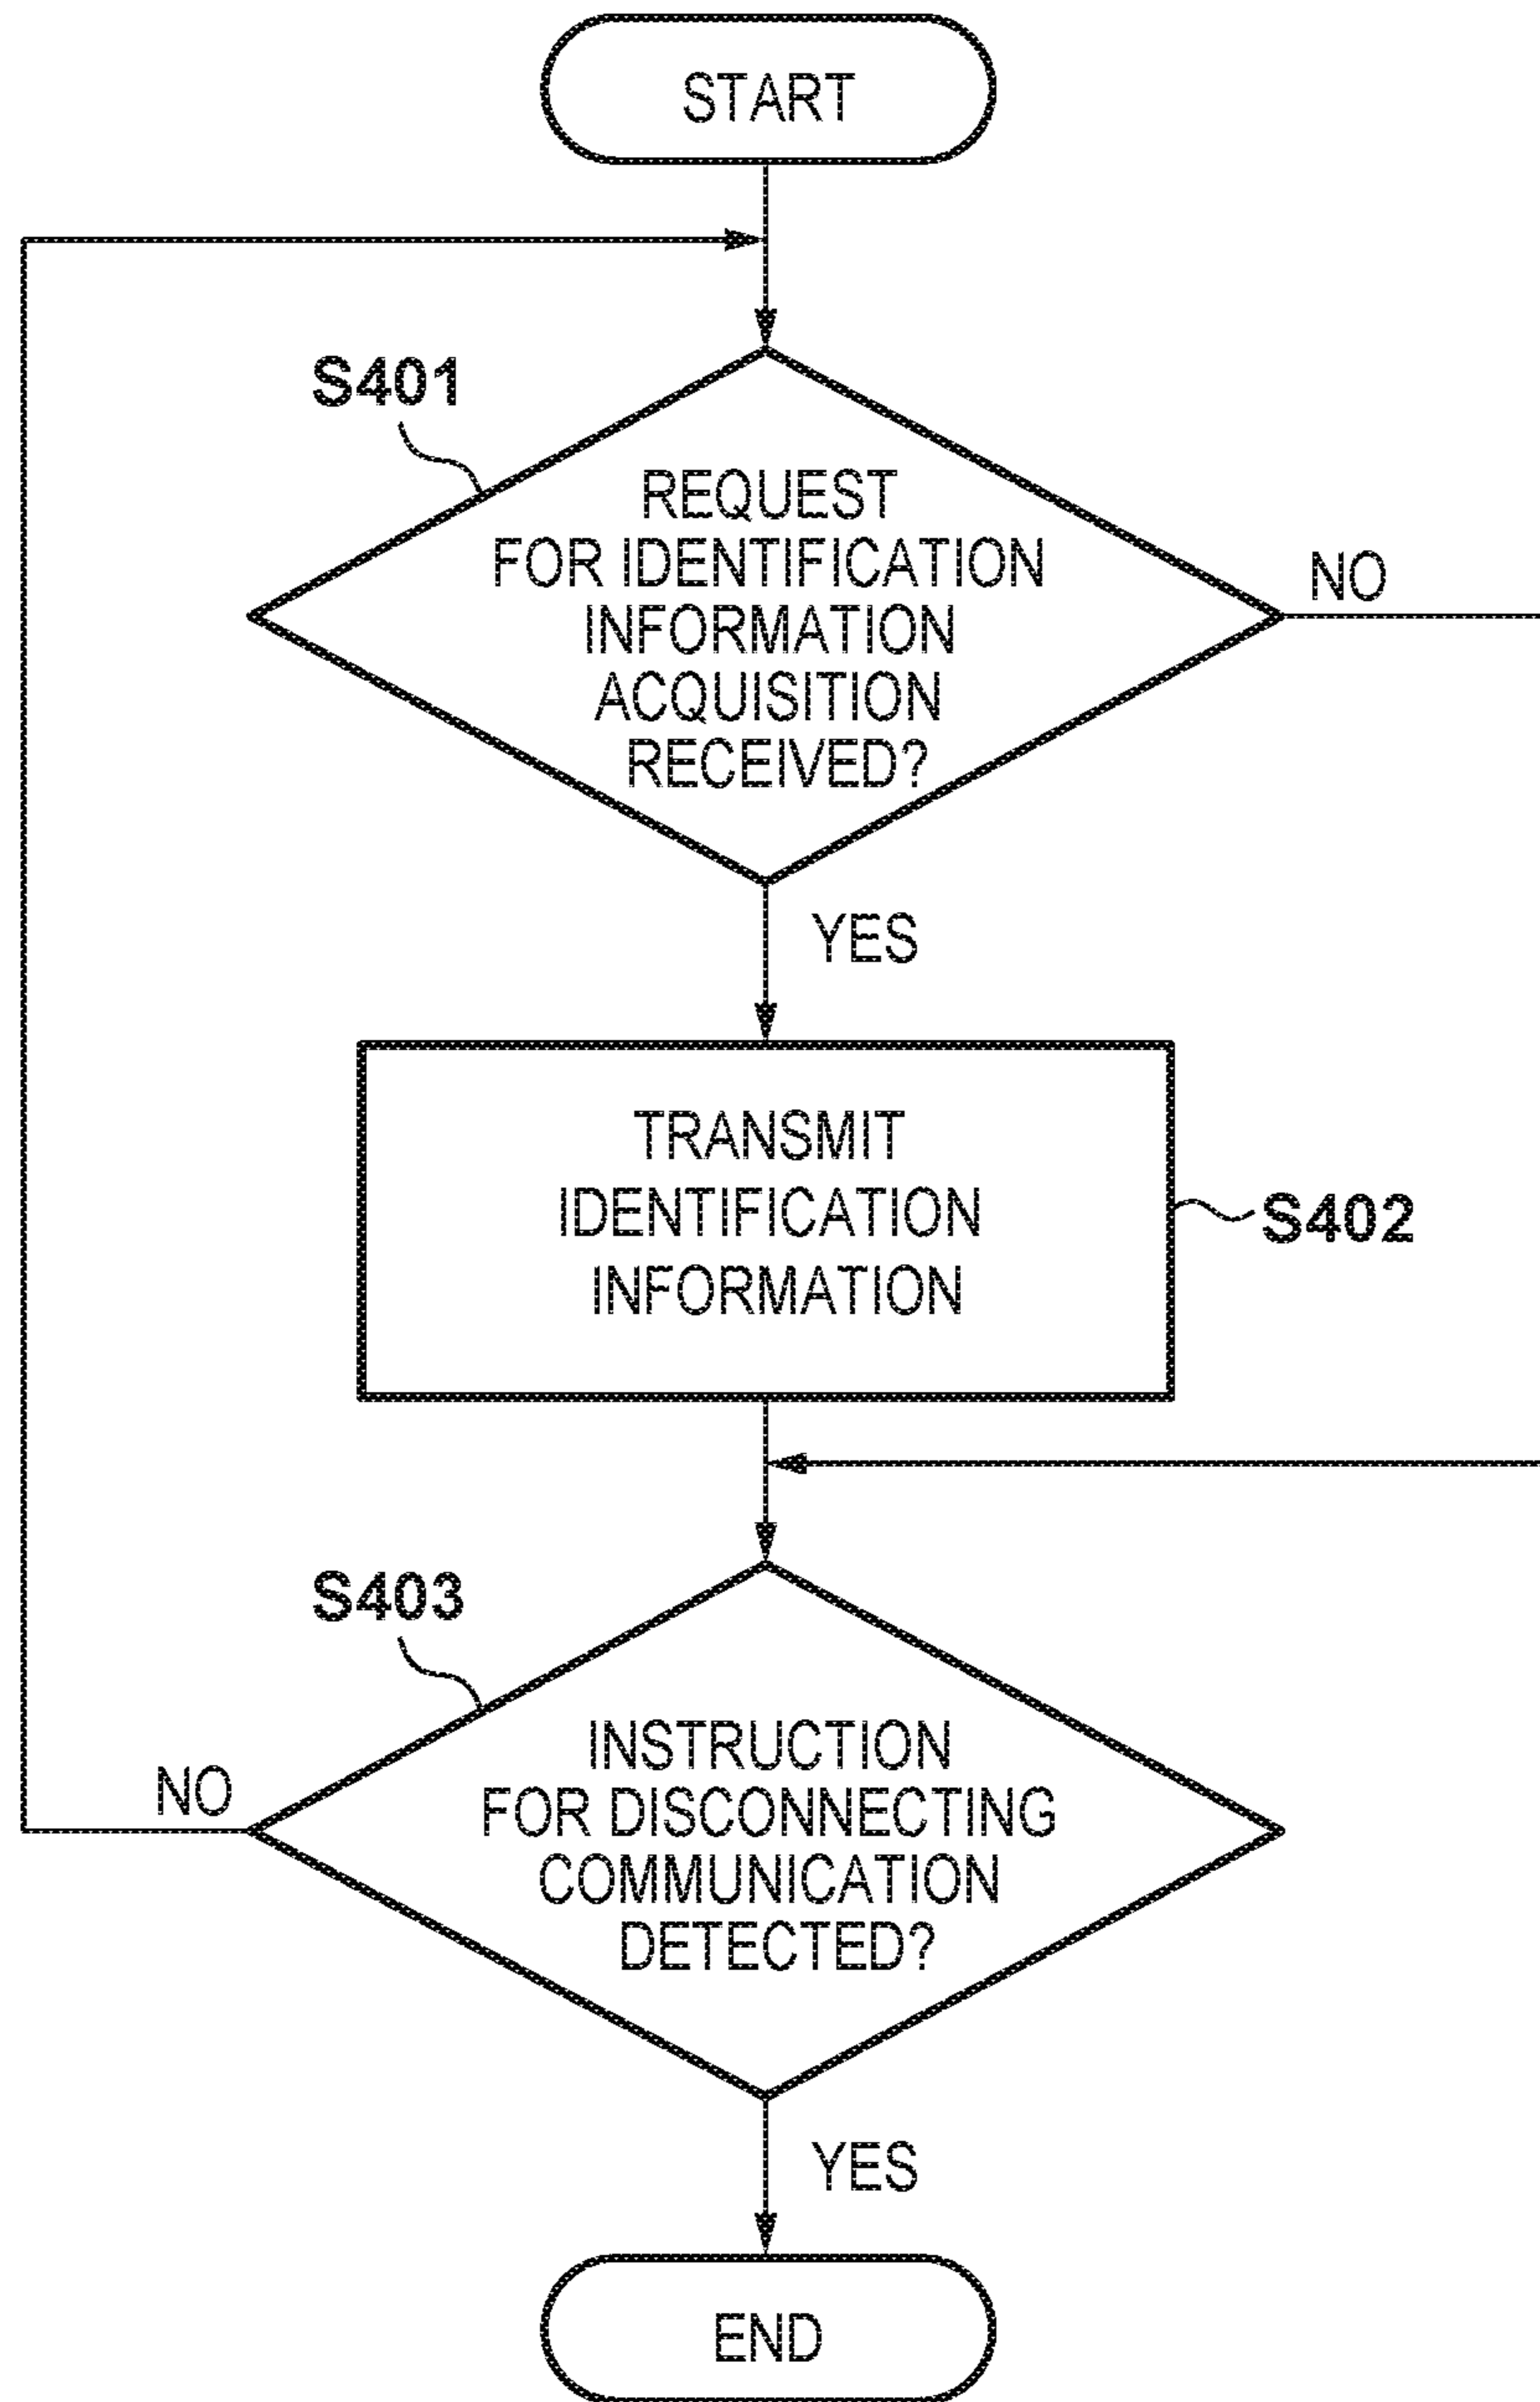 START
S401
REQUEST
FOR IDENTIFICATION
INFORMATION
ACQUISITION
RECEIVED?
NO
YES
TRANSMIT
IDENTIFICATION
INFORMATION
S402
S403
INSTRUCTION
FOR DISCONNECTING
COMMUNICATION
DETECTED?
NO
YES
END